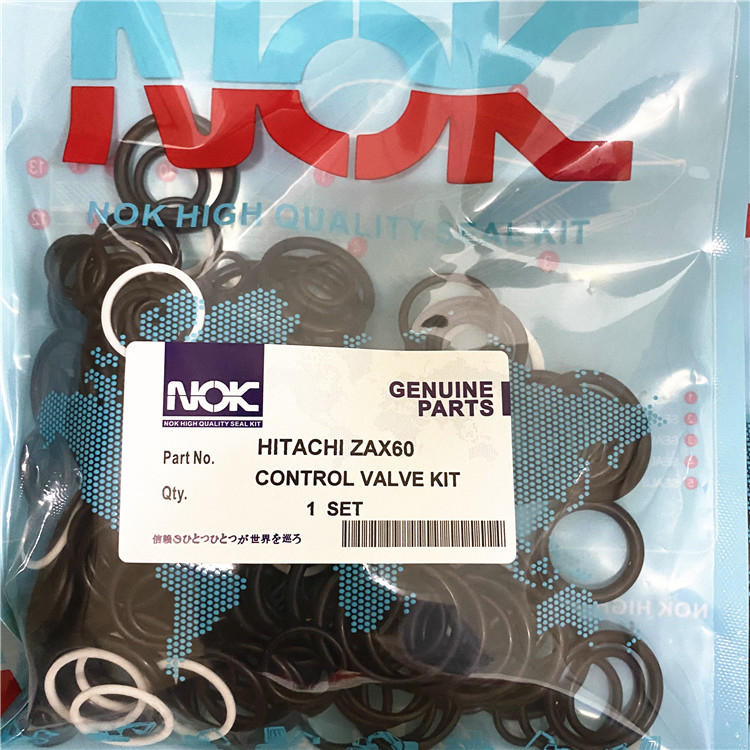 NOK
NOK HIGH QUALITY SEAL KIT
NOK
NOK HIGH QUALITY SEAL KIT
GENUINE
PARTS
Part No.
HITACHI ZAX60
CONTROL VALVE KIT
Qty.
1 SET
信頼のひとつひとつが世界を巡ろ
NOK HIGH